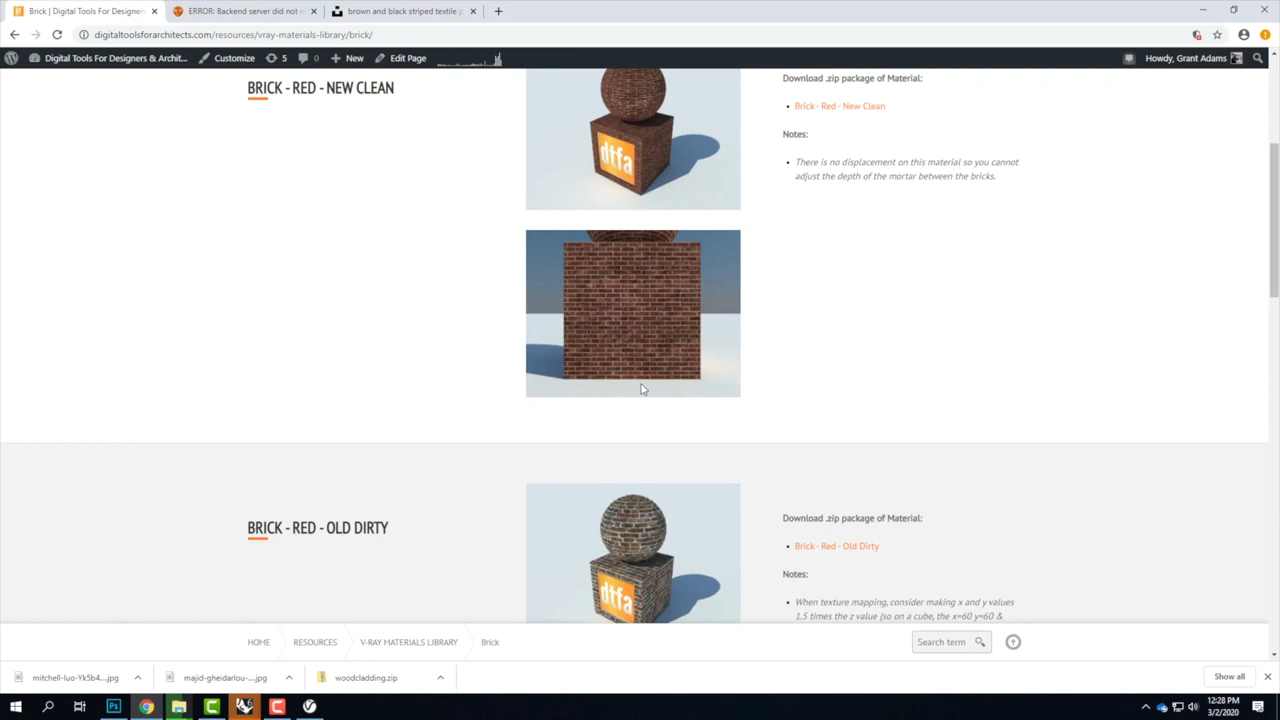 Brick | Digital Tools For Designers
ERROR: Backend server did not r
brown and black striped textile p
digitaltoolsforarchitects.com/resources/vray-materials-library/brick/
Digital Tools For Designers & Archit...
Customize
5
0
New
Edit Page
Howdy, Grant Adams
BRICK - RED - NEW CLEAN
dtfa
Download .zip package of Material:
Brick - Red - New Clean
Notes:
There is no displacement on this material so you cannot
adjust the depth of the mortar between the bricks.
BRICK - RED - OLD DIRTY
dtfa
Download .zip package of Material:
Brick - Red - Old Dirty
Notes:
When texture mapping, consider making x and y values
1.5 times the z value (so on a cube, the x=60 y=60 &
HOME
RESOURCES
V-RAY MATERIALS LIBRARY
Brick
Search term
mitchell-luo-Yk5b4....jpg
majid-gheidarlou-....jpg
woodcladding.zip
Show all
Ps
12:28 PM
3/2/2020